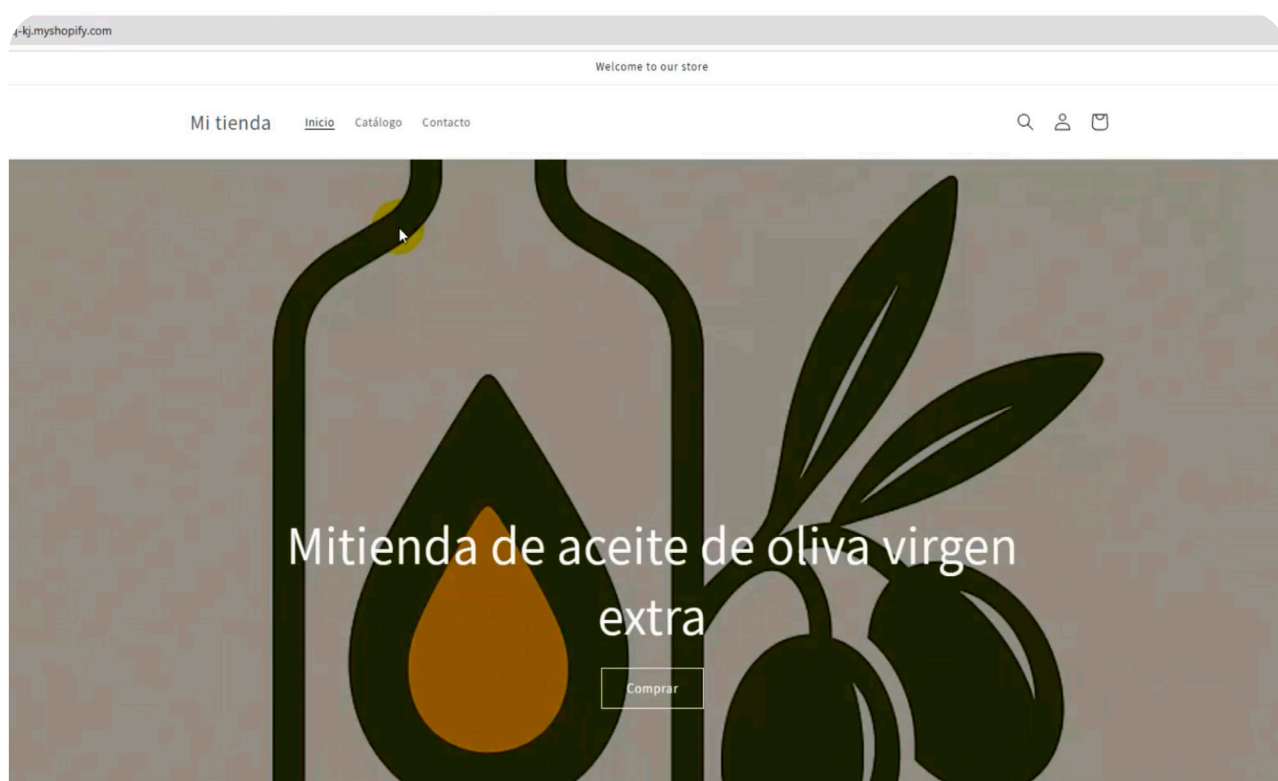 -kj.myshopify.com
Welcome to our store
Mi tienda Inicio Catálogo Contacto
Mitienda de aceite de oliva virgen
extra
Comprar